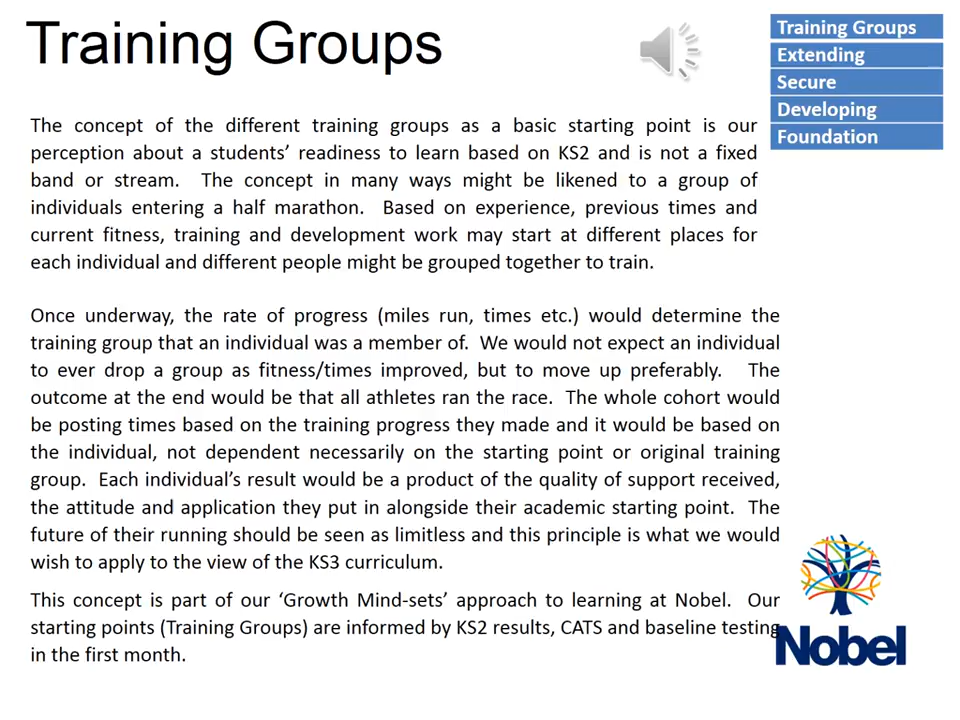 Training Groups
Training Groups
Extending
Secure
Developing
Foundation
The concept of the different training groups as a basic starting point is our
perception about a students’ readiness to learn based on KS2 and is not a fixed
band or stream. The concept in many ways might be likened to a group of
individuals entering a half marathon. Based on experience, previous times and
current fitness, training and development work may start at different places for
each individual and different people might be grouped together to train.
Once underway, the rate of progress (miles run, times etc.) would determine the
training group that an individual was a member of. We would not expect an individual
to ever drop a group as fitness/times improved, but to move up preferably. The
outcome at the end would be that all athletes ran the race. The whole cohort would
be posting times based on the training progress they made and it would be based on
the individual, not dependent necessarily on the starting point or original training
group. Each individual’s result would be a product of the quality of support received,
the attitude and application they put in alongside their academic starting point. The
future of their running should be seen as limitless and this principle is what we would
wish to apply to the view of the KS3 curriculum.
This concept is part of our ‘Growth Mind-sets’ approach to learning at Nobel. Our
starting points (Training Groups) are informed by KS2 results, CATS and baseline testing
in the first month.
Nobel